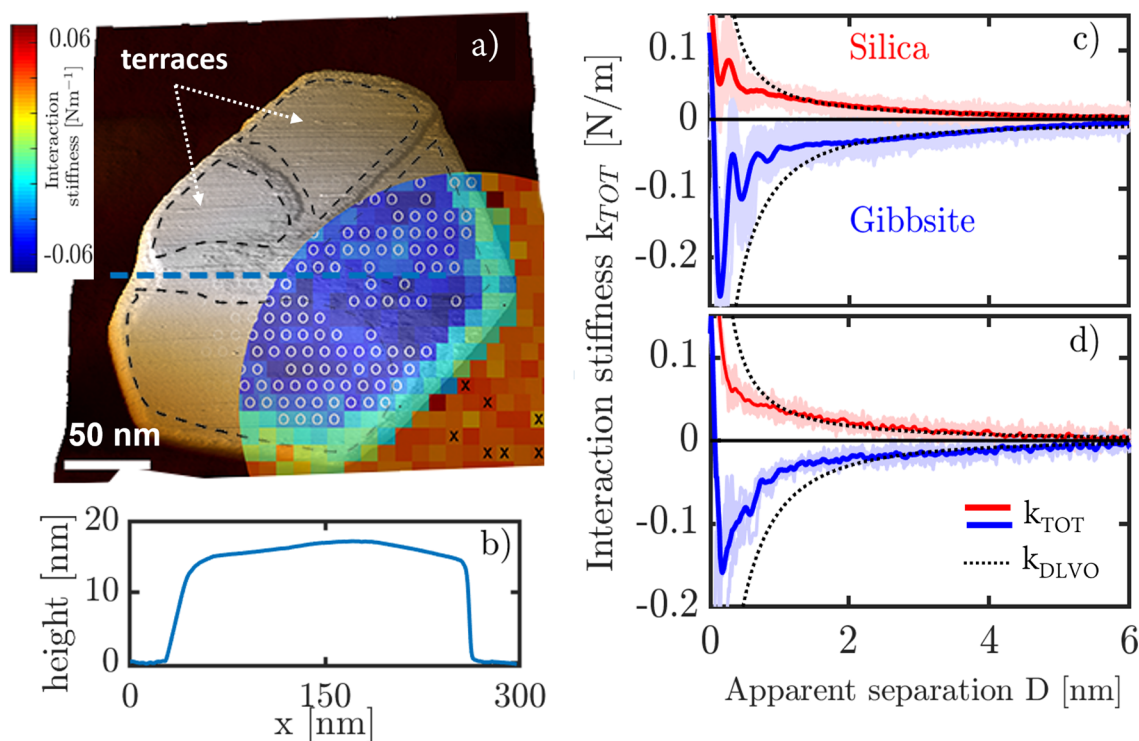 0.06
-0.06
Interaction
stiffness [Nm⁻¹]
a)
terraces
50 nm
b)
20
10
0
height [nm]
0
150
300
x [nm]
c)
Silica
Gibbsite
0.1
0
-0.1
-0.2
Interaction stiffness k_TOT [N/m]
d)
0.1
0
-0.1
-0.2
k_TOT
k_DLVO
0
2
4
6
Apparent separation D [nm]